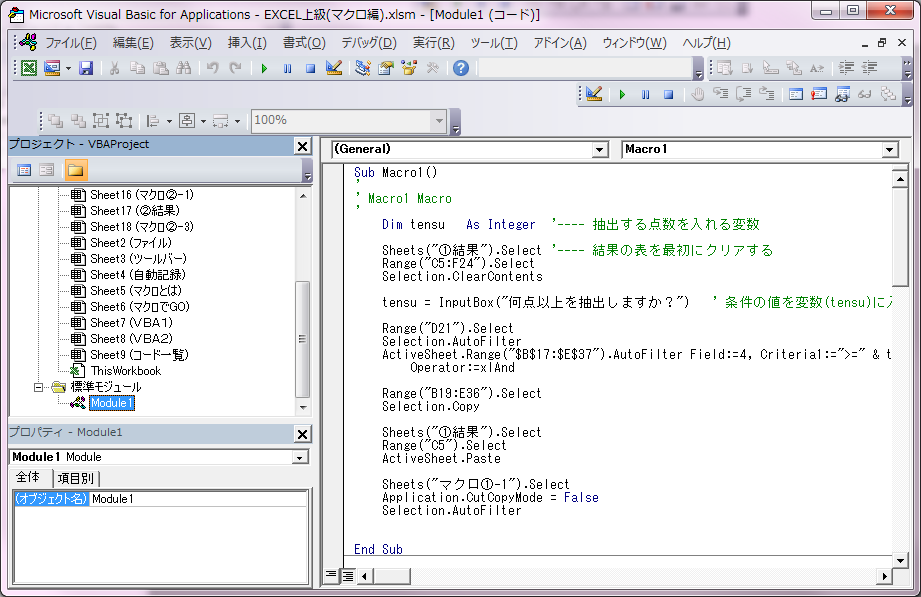 Microsoft Visual Basic for Applications - EXCEL上級(マクロ編).xlsm - [Module1 (コード)]
ファイル(F) 編集(E) 表示(V) 挿入(I) 書式(O) デバッグ(D) 実行(R) ツール(T) アドイン(A) ウィンドウ(W) ヘルプ(H)
100%
プロジェクト - VBAProject
Sheet16 (マクロ②-1)
Sheet17 (②結果)
Sheet18 (マクロ②-3)
Sheet2 (ファイル)
Sheet3 (ツールバー)
Sheet4 (自動記録)
Sheet5 (マクロとは)
Sheet6 (マクロでGO)
Sheet7 (VBA1)
Sheet8 (VBA2)
Sheet9 (コード一覧)
ThisWorkbook
標準モジュール
Module1
プロパティ - Module1
Module1 Module
全体 項目別
(オブジェクト名) Module1
(General) Macro1
Sub Macro1()
'
' Macro1 Macro
'
Dim tensu As Integer '---- 抽出する点数を入れる変数
Sheets("①結果").Select '---- 結果の表を最初にクリアする
Range("C5:F24").Select
Selection.ClearContents
tensu = InputBox("何点以上を抽出しますか？") ' 条件の値を変数(tensu)に入
Range("D21").Select
Selection.AutoFilter
ActiveSheet.Range("$B$17:$E$37").AutoFilter Field:=4, Criteria1:=">=" & t
Operator:=xlAnd
Range("B19:E36").Select
Selection.Copy
Sheets("①結果").Select
Range("C5").Select
ActiveSheet.Paste
Sheets("マクロ①-1").Select
Application.CutCopyMode = False
Selection.AutoFilter
End Sub